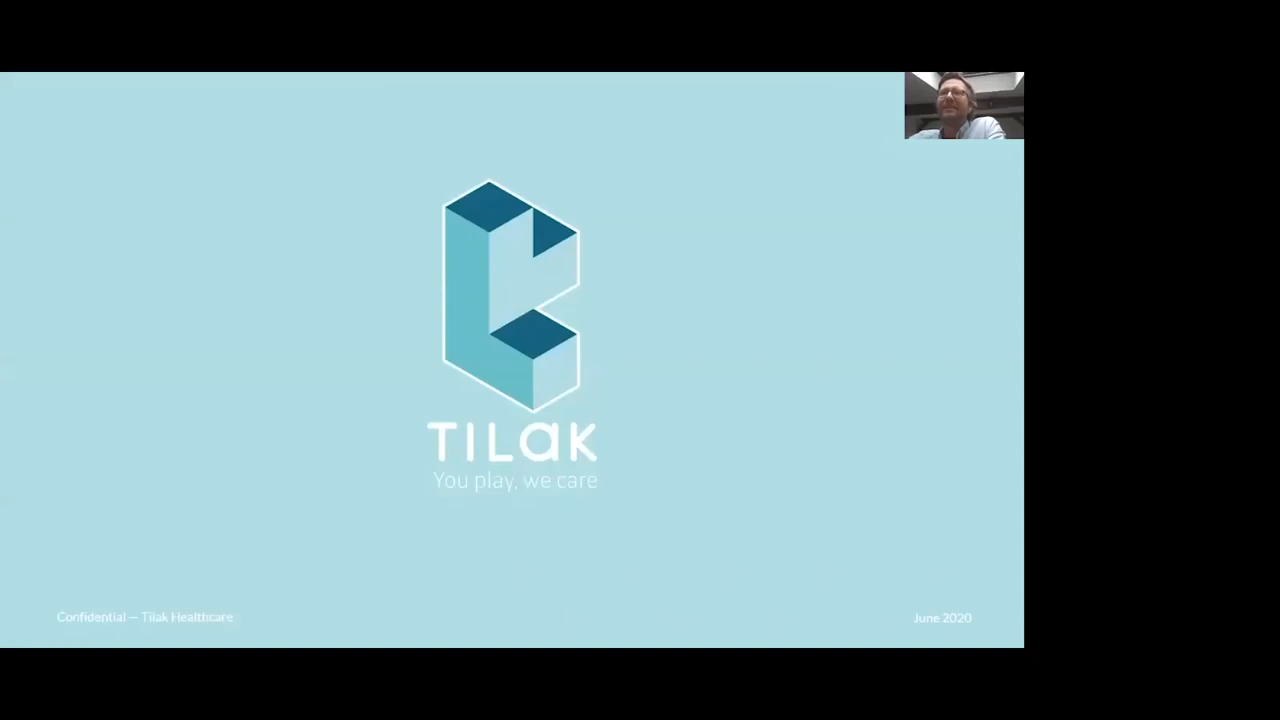 TILaK
You play, we care
Confidential — Tilak Healthcare
June 2020